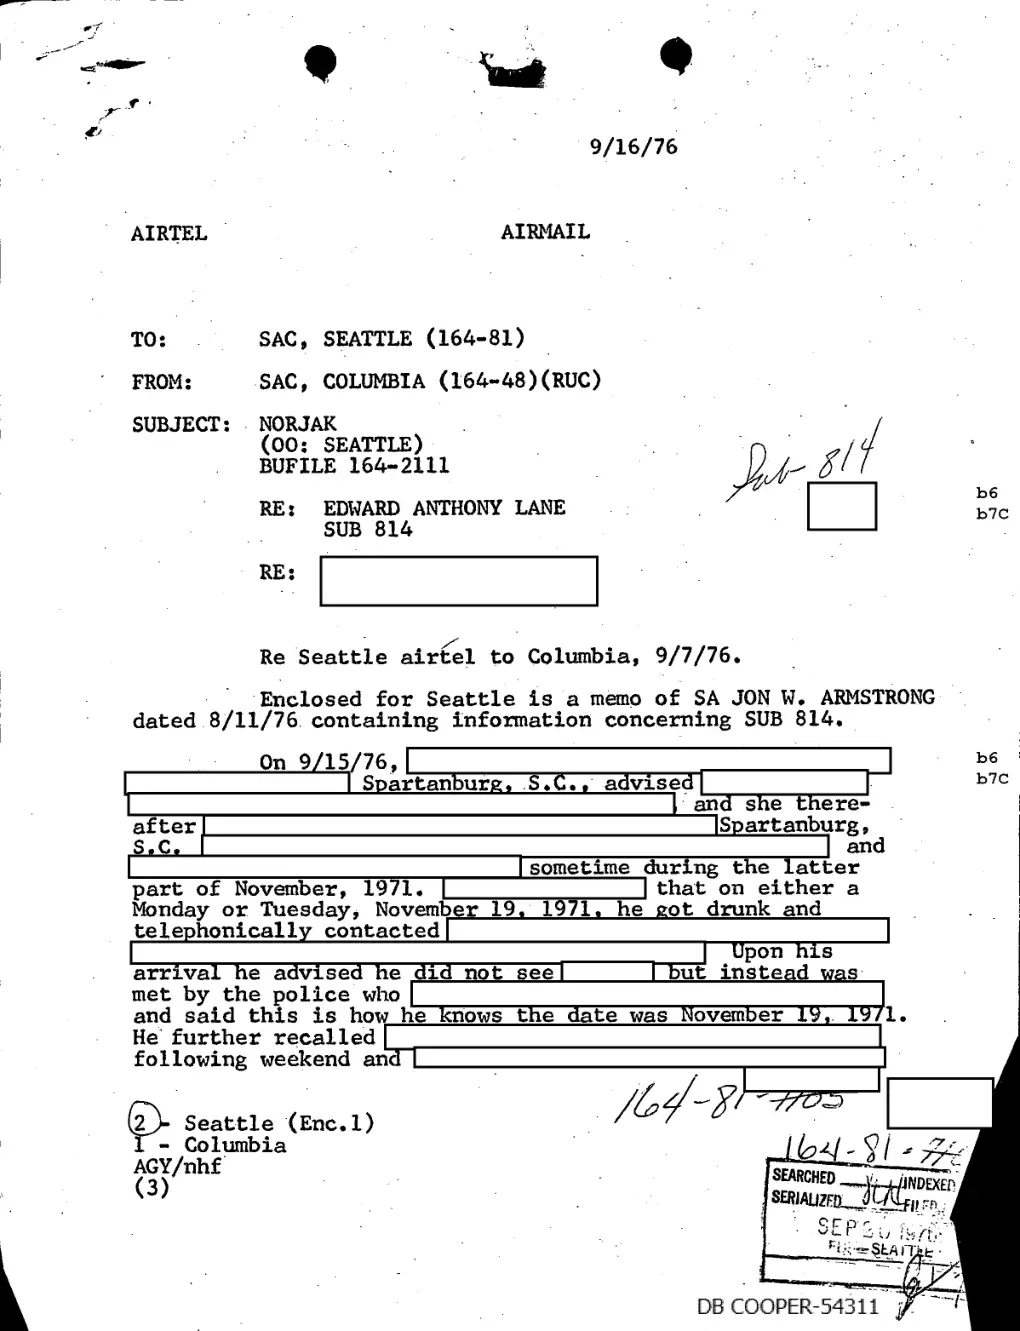 9/16/76
AIRTEL AIRMAIL
TO: SAC, SEATTLE (164-81)
FROM: SAC, COLUMBIA (164-48)(RUC)
SUBJECT: NORJAK
(OO: SEATTLE)
BUFILE 164-2111
Sub-814
b6
b7C
RE: EDWARD ANTHONY LANE
SUB 814
RE:
Re Seattle airtel to Columbia, 9/7/76.
Enclosed for Seattle is a memo of SA JON W. ARMSTRONG
dated 8/11/76 containing information concerning SUB 814.
On 9/15/76,
b6
b7C
Spartanburg, S.C., advised
, and she there-
after Spartanburg,
S.C. and
sometime during the latter
part of November, 1971. that on either a
Monday or Tuesday, November 19, 1971, he got drunk and
telephonically contacted
Upon his
arrival he advised he did not see but instead was
met by the police who
and said this is how he knows the date was November 19, 1971.
He further recalled
following weekend and
164-81-
2 - Seattle (Enc.1)
1 - Columbia
AGY/nhf
(3)
164-81-
SEARCHED INDEXED
SERIALIZED FILED
SEP
FBI - SEATTLE
DB COOPER-54311